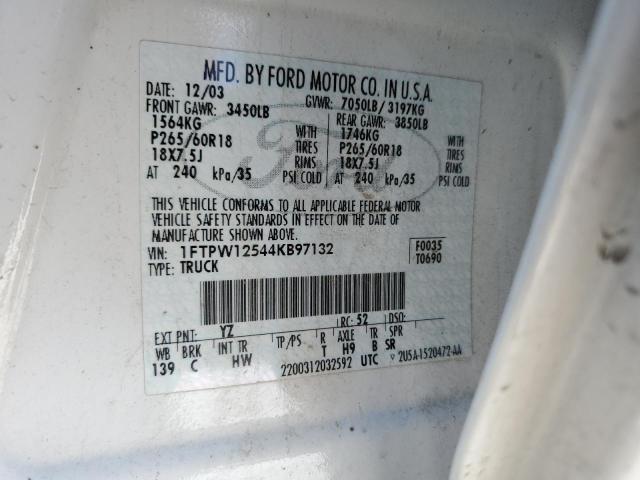 MFD. BY FORD MOTOR CO. IN U.S.A.
DATE: 12/03 GVWR: 7050LB/ 3197KG
FRONT GAWR: 3450LB REAR GAWR: 3850LB
1564KG WITH 1746KG WITH
P265/60R18 TIRES P265/60R18 TIRES
18X7.5J RIMS 18X7.5J RIMS
AT 240 kPa/35 PSI COLD AT 240 kPa/35 PSI COLD
THIS VEHICLE CONFORMS TO ALL APPLICABLE FEDERAL MOTOR
VEHICLE SAFETY STANDARDS IN EFFECT ON THE DATE OF
MANUFACTURE SHOWN ABOVE.
VIN: 1FTPW12544KB97132 F0035
TYPE: TRUCK T0690
EXT PNT: YZ RC: 52 DSO:
WB BRK INT TR TP/PS R AXLE TR SPR
139 C HW T H9 B SR
2200312032592 UTC 2U5A-1520472-AA
Ford